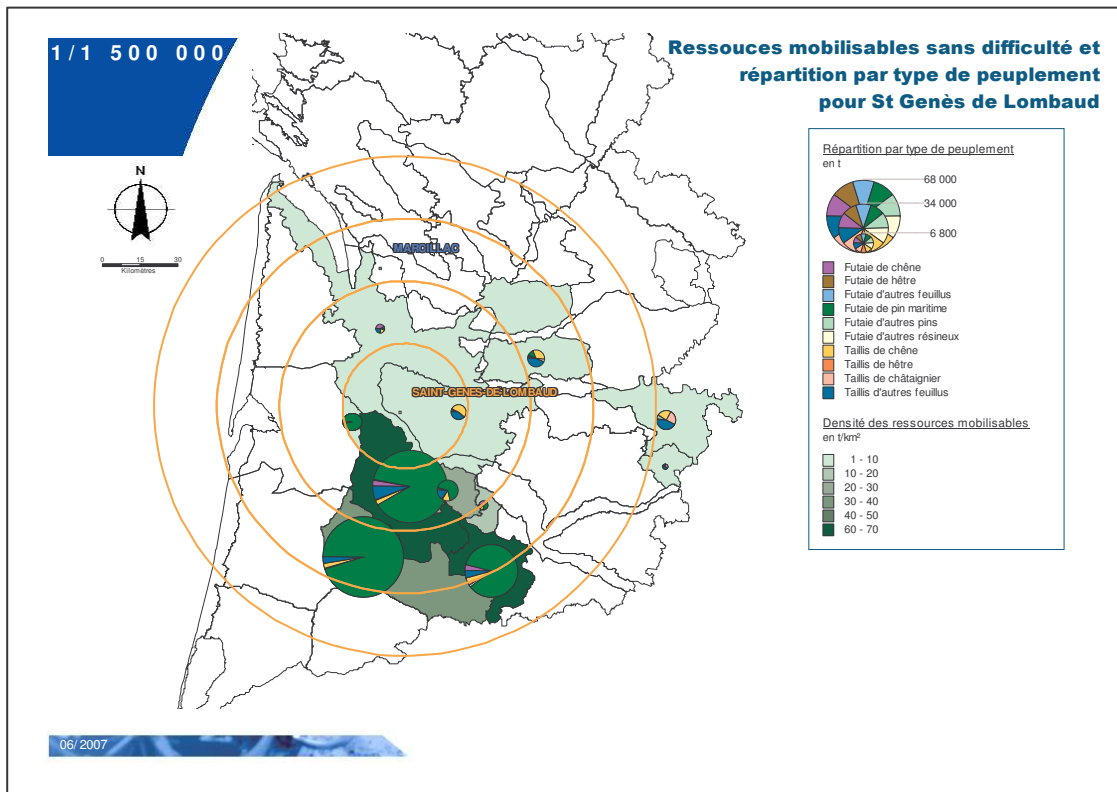 1/1 500 000
Ressouces mobilisables sans difficulté et
répartition par type de peuplement
pour St Genès de Lombaud
N
0 15 30
Kilomètres
MARCILLAC
SAINT-GENES-DE-LOMBAUD
Répartition par type de peuplement
en t
68 000
34 000
6 800
Futaie de chêne
Futaie de hêtre
Futaie d'autres feuillus
Futaie de pin maritime
Futaie d'autres pins
Futaie d'autres résineux
Taillis de chêne
Taillis de hêtre
Taillis de châtaignier
Taillis d'autres feuillus
Densité des ressources mobilisables
en t/km²
1 - 10
10 - 20
20 - 30
30 - 40
40 - 50
60 - 70
06/2007